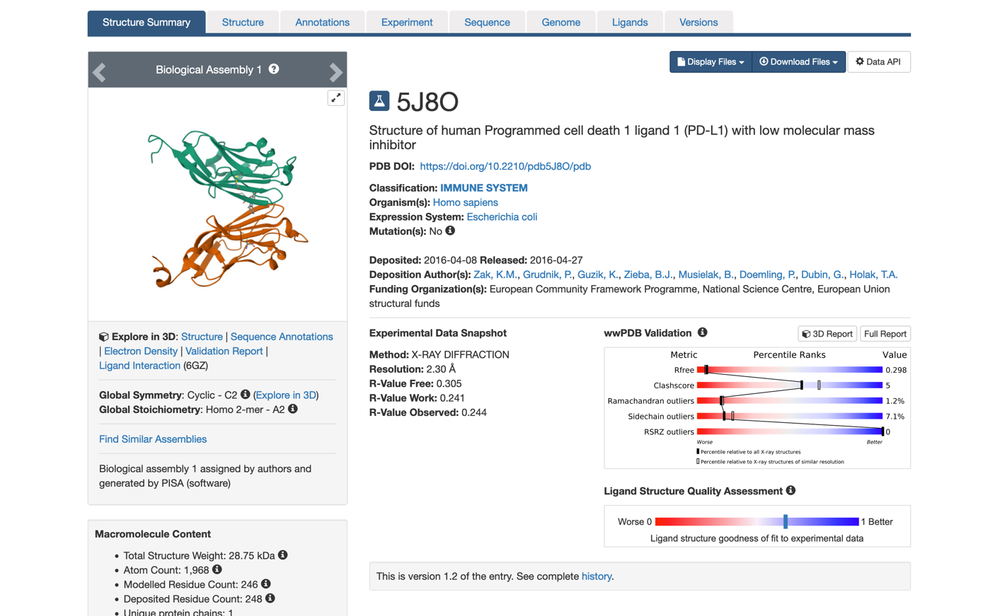 Structure Summary Structure Annotations Experiment Sequence Genome Ligands Versions
Biological Assembly 1
Display Files Download Files Data API
5J8O
Structure of human Programmed cell death 1 ligand 1 (PD-L1) with low molecular mass
inhibitor
PDB DOI: https://doi.org/10.2210/pdb5J8O/pdb
Classification: IMMUNE SYSTEM
Organism(s): Homo sapiens
Expression System: Escherichia coli
Mutation(s): No
Deposited: 2016-04-08 Released: 2016-04-27
Deposition Author(s): Zak, K.M., Grudnik, P., Guzik, K., Zieba, B.J., Musielak, B., Doemling, P., Dubin, G., Holak, T.A.
Funding Organization(s): European Community Framework Programme, National Science Centre, European Union
structural funds
Explore in 3D: Structure | Sequence Annotations
| Electron Density | Validation Report |
Ligand Interaction (6GZ)
Global Symmetry: Cyclic - C2 (Explore in 3D)
Global Stoichiometry: Homo 2-mer - A2
Find Similar Assemblies
Biological assembly 1 assigned by authors and
generated by PISA (software)
Macromolecule Content
• Total Structure Weight: 28.75 kDa
• Atom Count: 1,968
• Modelled Residue Count: 246
• Deposited Residue Count: 248
• Unique protein chains: 1
Experimental Data Snapshot
Method: X-RAY DIFFRACTION
Resolution: 2.30 Å
R-Value Free: 0.305
R-Value Work: 0.241
R-Value Observed: 0.244
wwPDB Validation 3D Report Full Report
Metric Percentile Ranks Value
Rfree 0.298
Clashscore 5
Ramachandran outliers 1.2%
Sidechain outliers 7.1%
RSRZ outliers 0
Worse Better
Percentile relative to all X-ray structures
Percentile relative to X-ray structures of similar resolution
Ligand Structure Quality Assessment
Worse 0 1 Better
Ligand structure goodness of fit to experimental data
This is version 1.2 of the entry. See complete history.